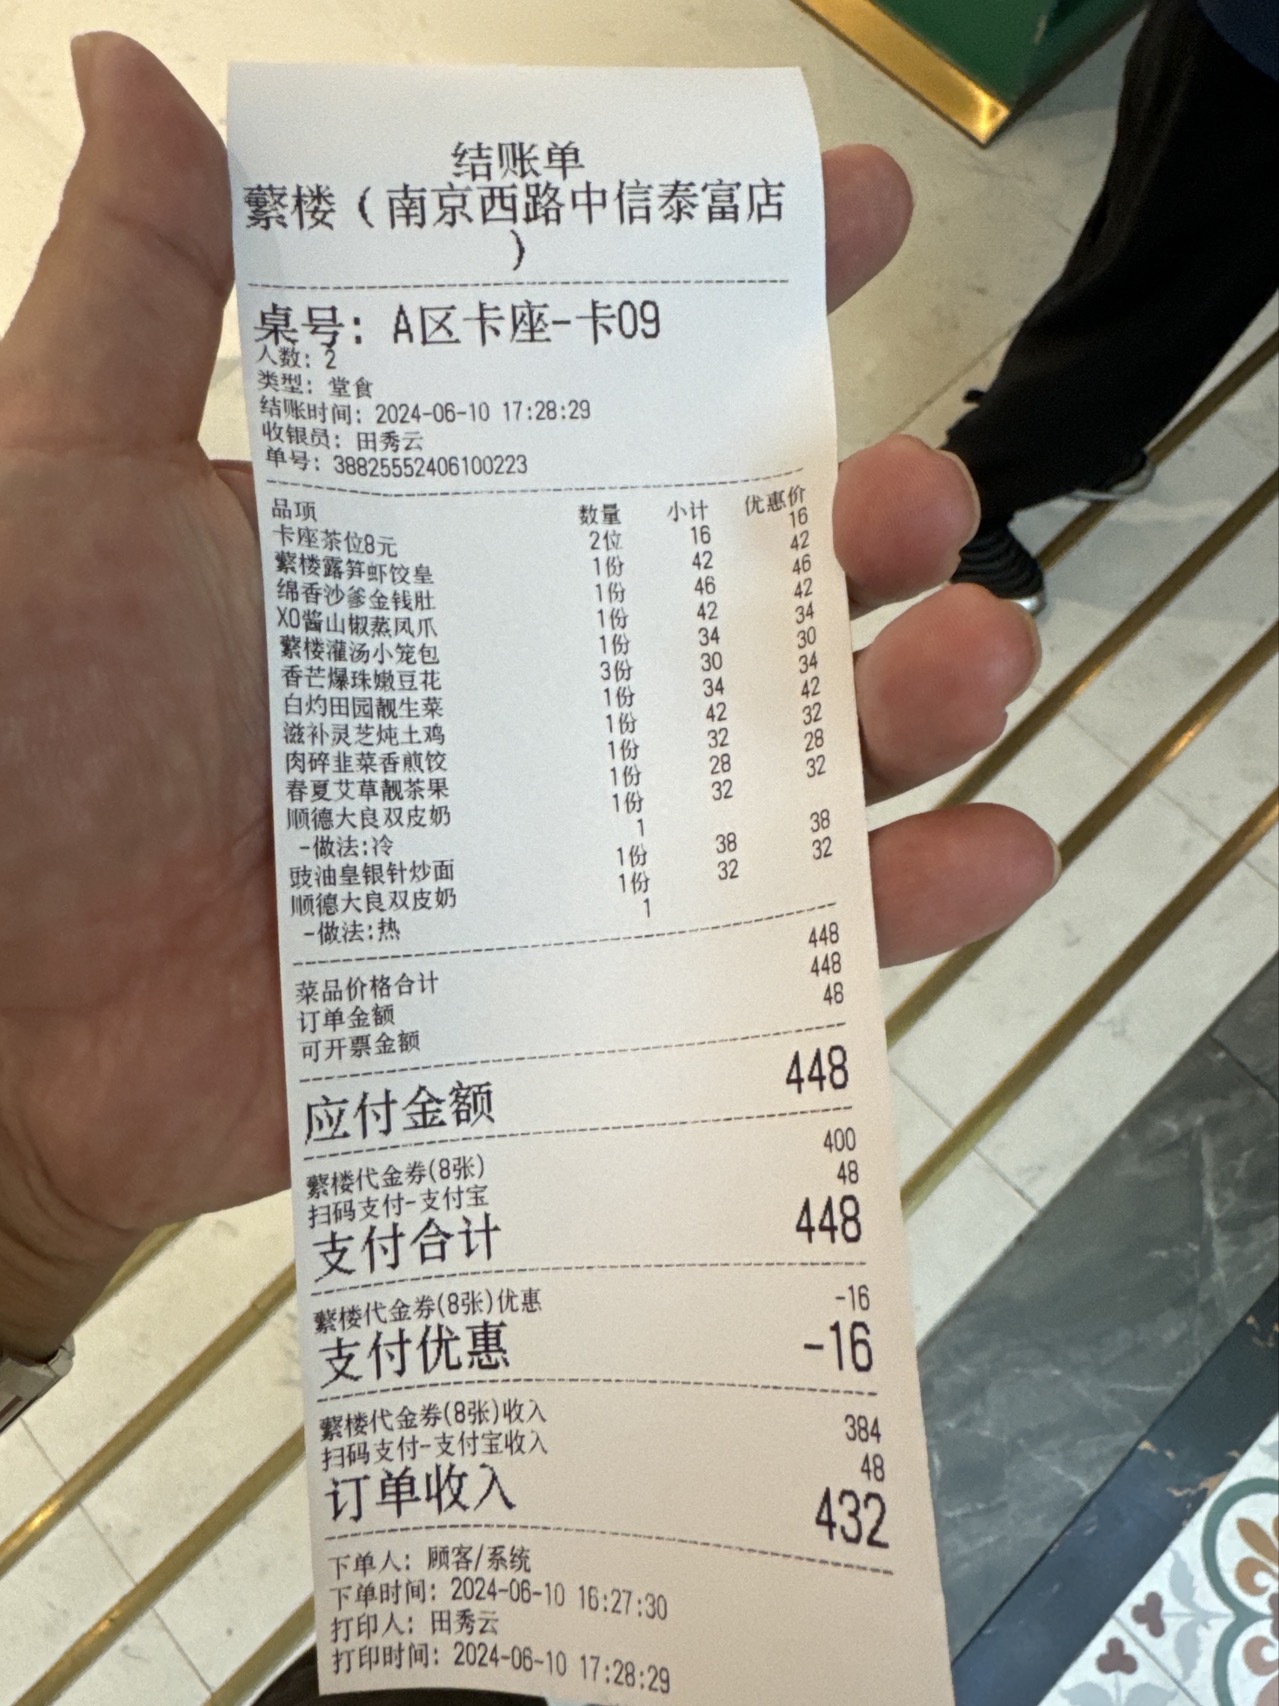 结账单
蘩楼（南京西路中信泰富店
）
桌号：A区卡座-卡09
人数：2
类型：堂食
结账时间：2024-06-10 17:28:29
收银员：田秀云
单号：38825552406100223
品项 数量 小计 优惠价
卡座茶位8元 2位 16 16
蘩楼露笋虾饺皇 1份 42 42
绵香沙爹金钱肚 1份 46 46
XO酱山椒蒸凤爪 1份 42 42
蘩楼灌汤小笼包 1份 34 34
香芒爆珠嫩豆花 3份 30 30
白灼田园靓生菜 1份 34 34
滋补灵芝炖土鸡 1份 42 42
肉碎韭菜香煎饺 1份 32 32
春夏艾草靓茶果 1份 28 28
顺德大良双皮奶 1份 32 32
-做法:冷 1
豉油皇银针炒面 1份 38 38
顺德大良双皮奶 1份 32 32
-做法:热 1
菜品价格合计 448
订单金额 448
可开票金额 48
应付金额 448
蘩楼代金券(8张) 400
扫码支付-支付宝 48
支付合计 448
蘩楼代金券(8张)优惠 -16
支付优惠 -16
蘩楼代金券(8张)收入 384
扫码支付-支付宝收入 48
订单收入 432
下单人：顾客/系统
下单时间：2024-06-10 16:27:30
打印人：田秀云
打印时间：2024-06-10 17:28:29